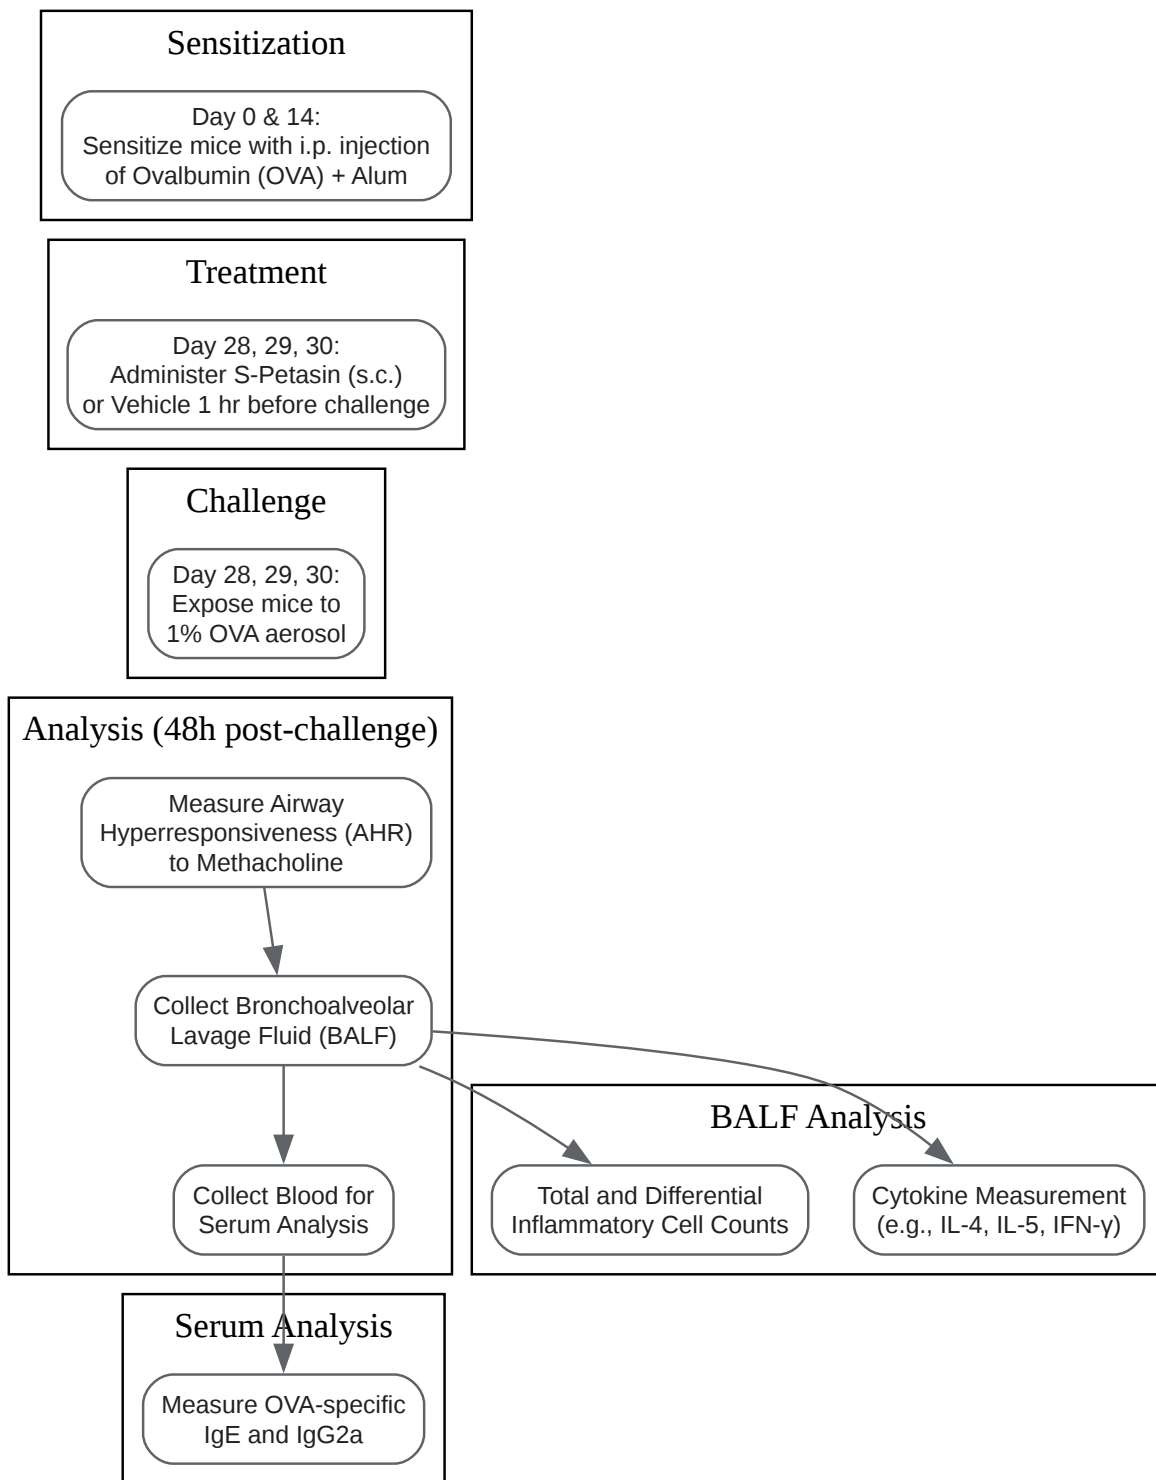 Sensitization
Day 0 & 14:
Sensitize mice with i.p. injection
of Ovalbumin (OVA) + Alum
Treatment
Day 28, 29, 30:
Administer S-Petasin (s.c.)
or Vehicle 1 hr before challenge
Challenge
Day 28, 29, 30:
Expose mice to
1% OVA aerosol
Analysis (48h post-challenge)
Measure Airway
Hyperresponsiveness (AHR)
to Methacholine
Collect Bronchoalveolar
Lavage Fluid (BALF)
Collect Blood for
Serum Analysis
BALF Analysis
Total and Differential
Inflammatory Cell Counts
Cytokine Measurement
(e.g., IL-4, IL-5, IFN-γ)
Serum Analysis
Measure OVA-specific
IgE and IgG2a